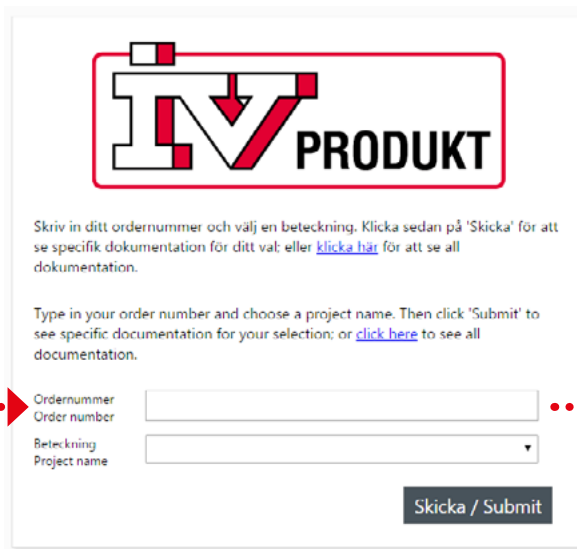 iV PRODUKT
Skriv in ditt ordernummer och välj en beteckning. Klicka sedan på 'Skicka' för att
se specifik dokumentation för ditt val; eller klicka här för att se all
dokumentation.
Type in your order number and choose a project name. Then click 'Submit' to
see specific documentation for your selection; or click here to see all
documentation.
Ordernummer
Order number
Beteckning
Project name
Skicka / Submit